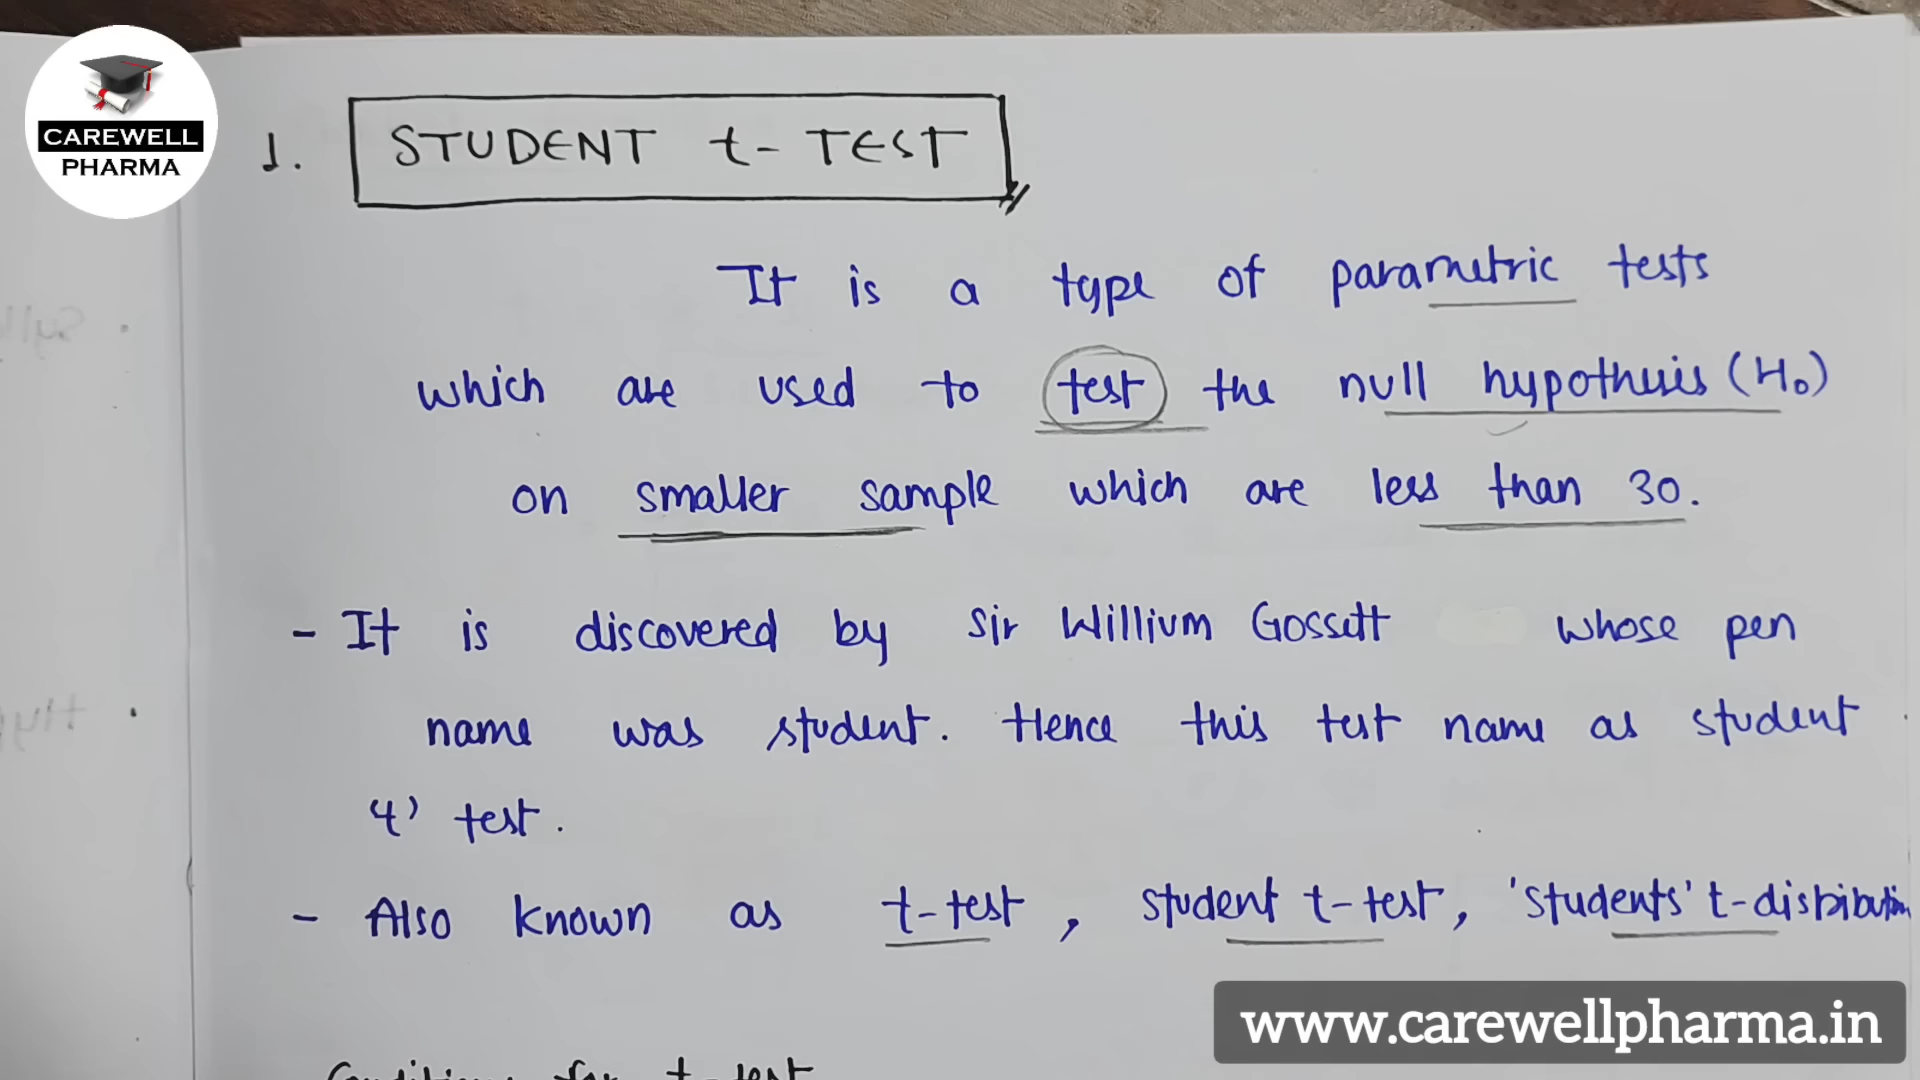 CAREWELL
PHARMA
1. STUDENT t-TEST
It is a type of parametric tests
which are used to test the null hypothesis (H₀)
on smaller sample which are less than 30.
- It is discovered by Sir Willium Gossett whose pen
name was student. Hence this test name as student
't' test.
- Also known as t-test, student t-test, 'students' t-distribution
www.carewellpharma.in
Conditions for t-test